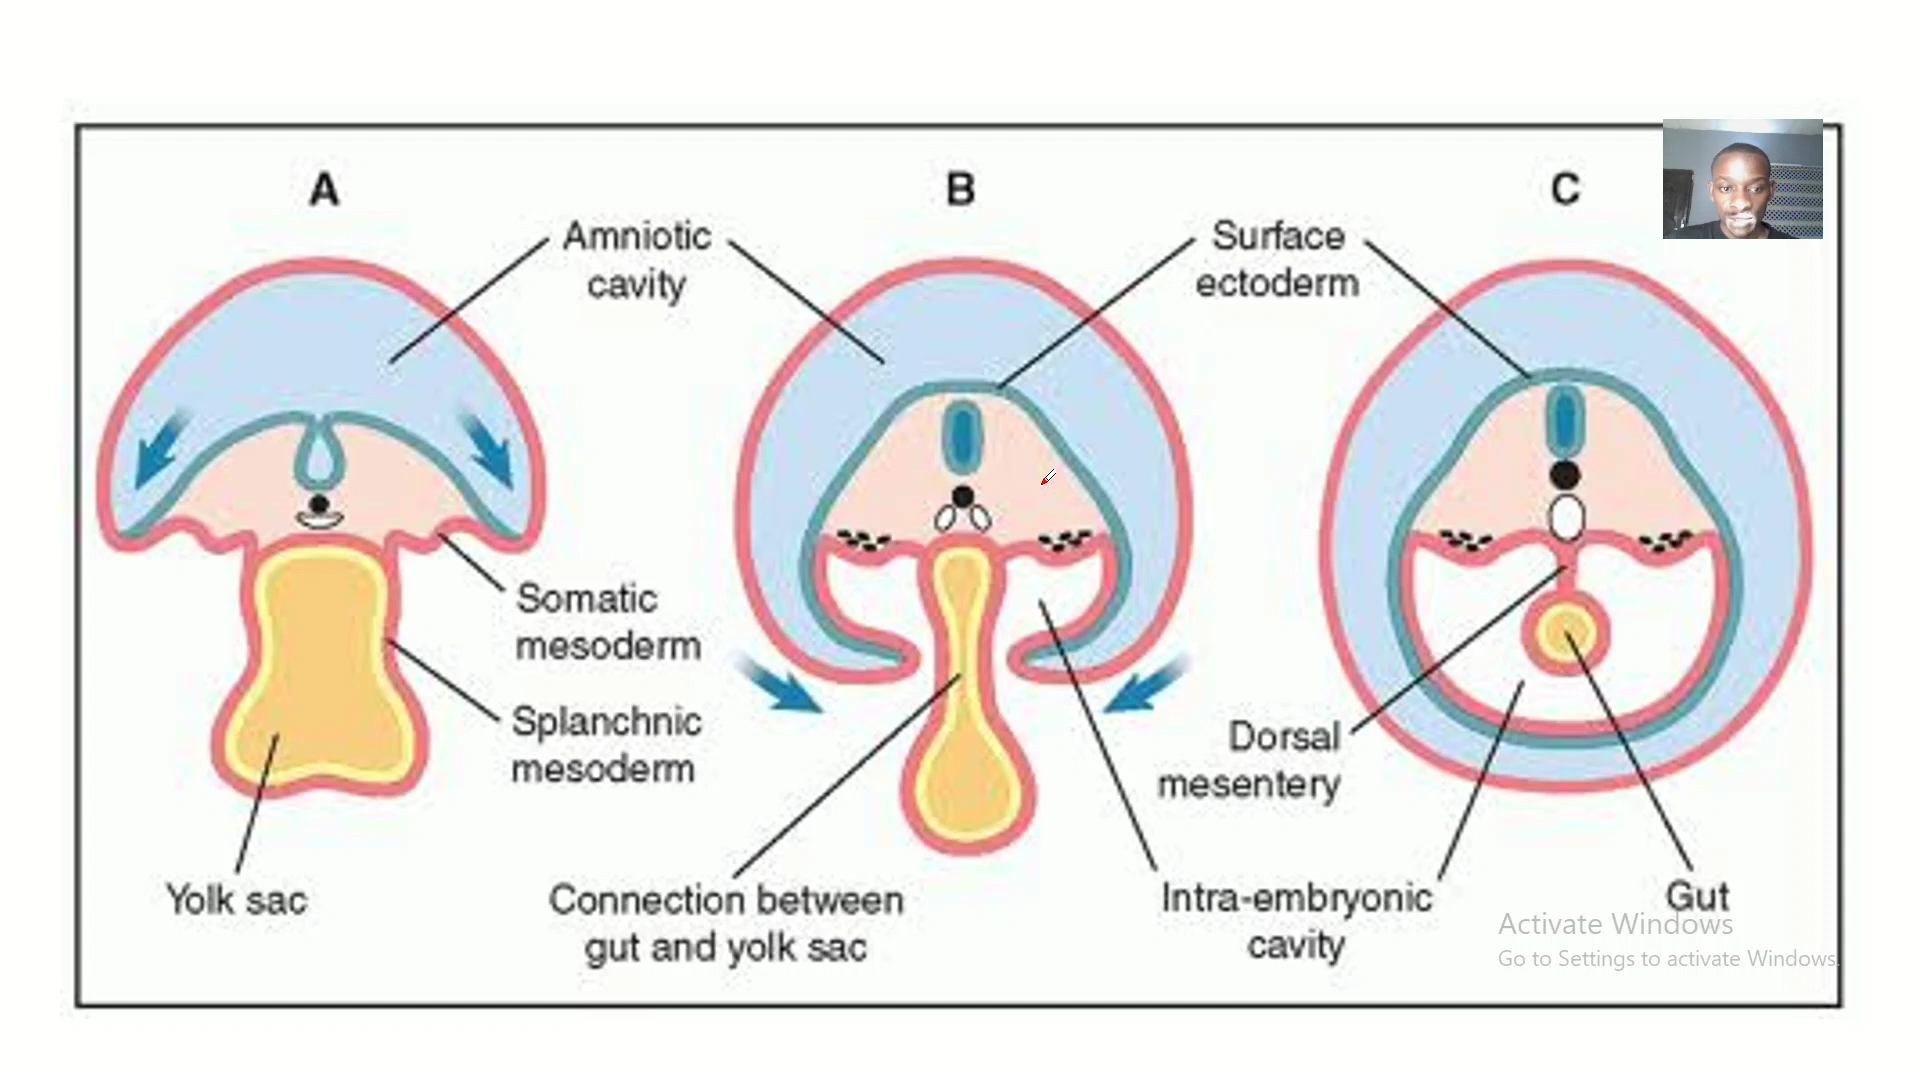 A
B
C
Amniotic
cavity
Surface
ectoderm
Somatic
mesoderm
Splanchnic
mesoderm
Dorsal
mesentery
Yolk sac
Connection between
gut and yolk sac
Intra-embryonic
cavity
Gut
Activate Windows
Go to Settings to activate Windows.